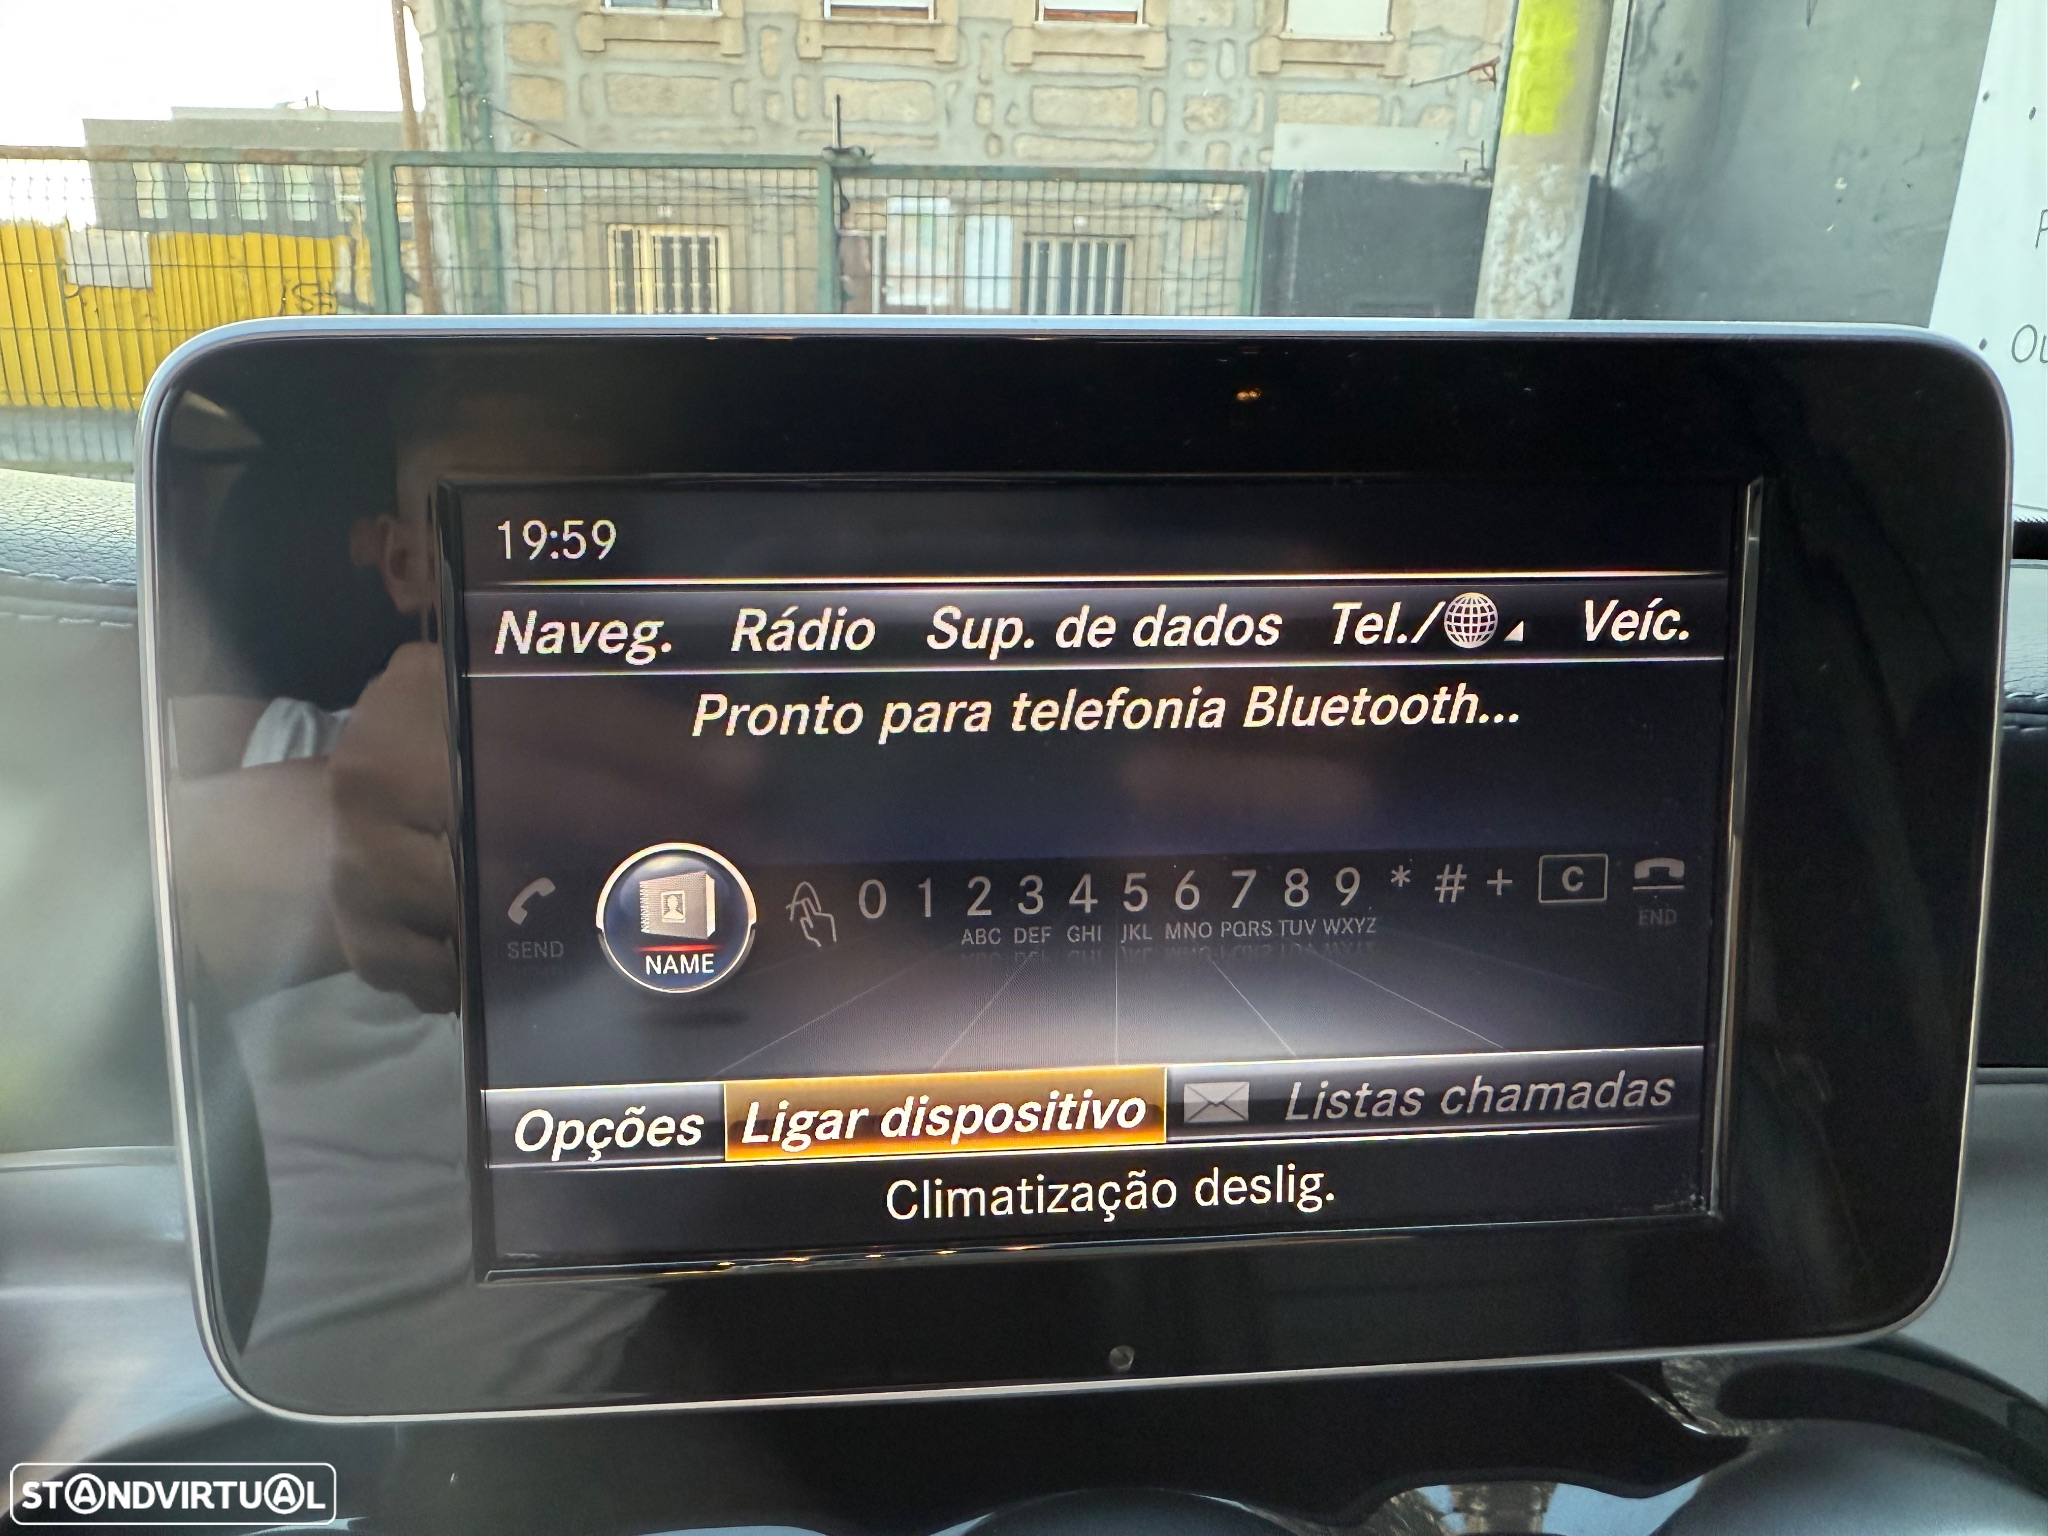 19:59
Naveg. Rádio Sup. de dados Tel./ Veíc.
Pronto para telefonia Bluetooth...
SEND NAME 0 1 2 3 4 5 6 7 8 9 * # + C END
ABC DEF GHI JKL MNO PQRS TUV WXYZ
Opções Ligar dispositivo Listas chamadas
Climatização deslig.
STANDVIRTUAL